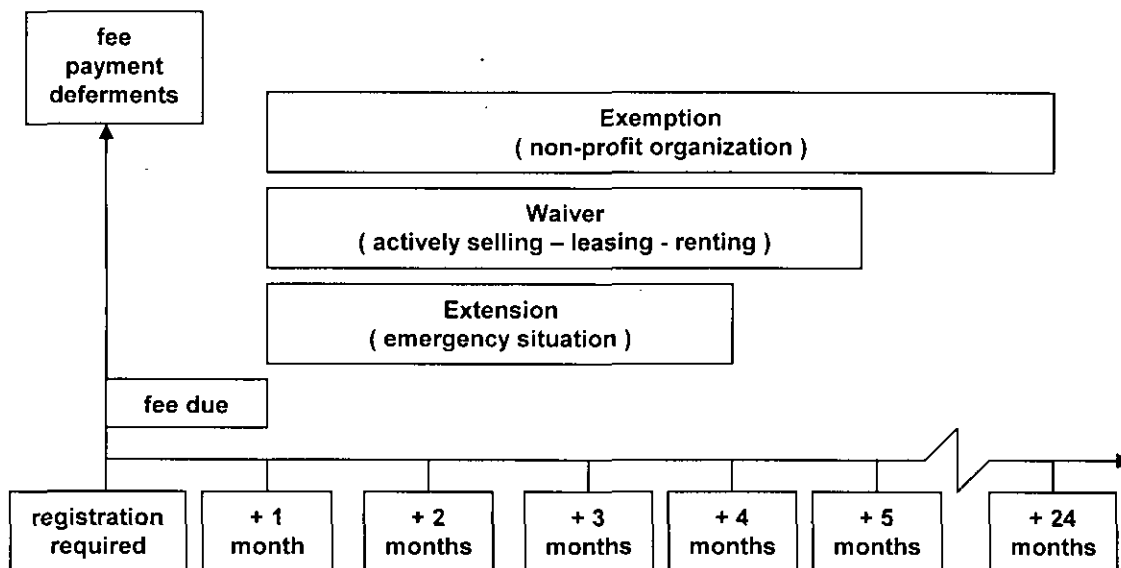 fee
payment
deferments
Exemption
( non-profit organization )
Waiver
( actively selling – leasing - renting )
Extension
( emergency situation )
fee due
registration
required
+ 1
month
+ 2
months
+ 3
months
+ 4
months
+ 5
months
+ 24
months